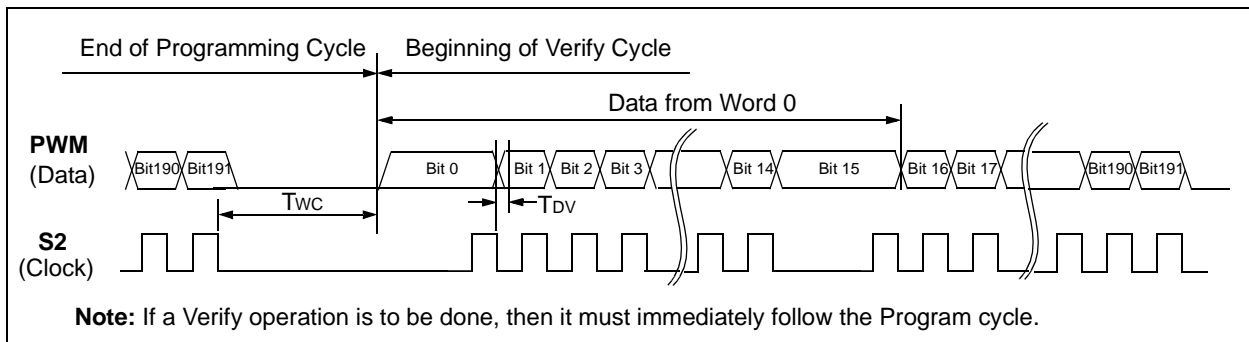 End of Programming Cycle Beginning of Verify Cycle
Data from Word 0
PWM
(Data)
Bit190 Bit191 Bit 0 Bit 1 Bit 2 Bit 3 Bit 14 Bit 15 Bit 16 Bit 17 Bit190 Bit191
TWC TDV
S2
(Clock)
Note: If a Verify operation is to be done, then it must immediately follow the Program cycle.